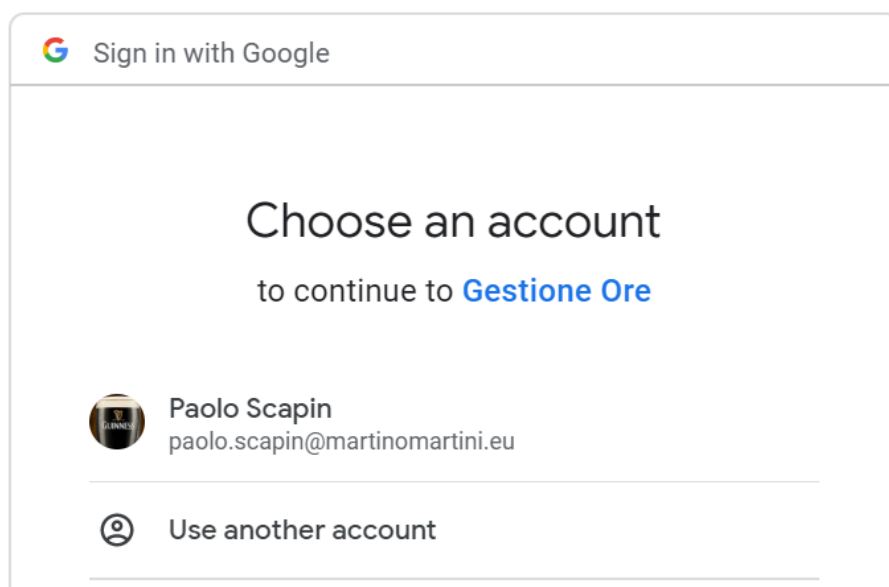 Sign in with Google
Choose an account
to continue to Gestione Ore
Paolo Scapin
GUINNESS
paolo.scapin@martinomartini.eu
Use another account